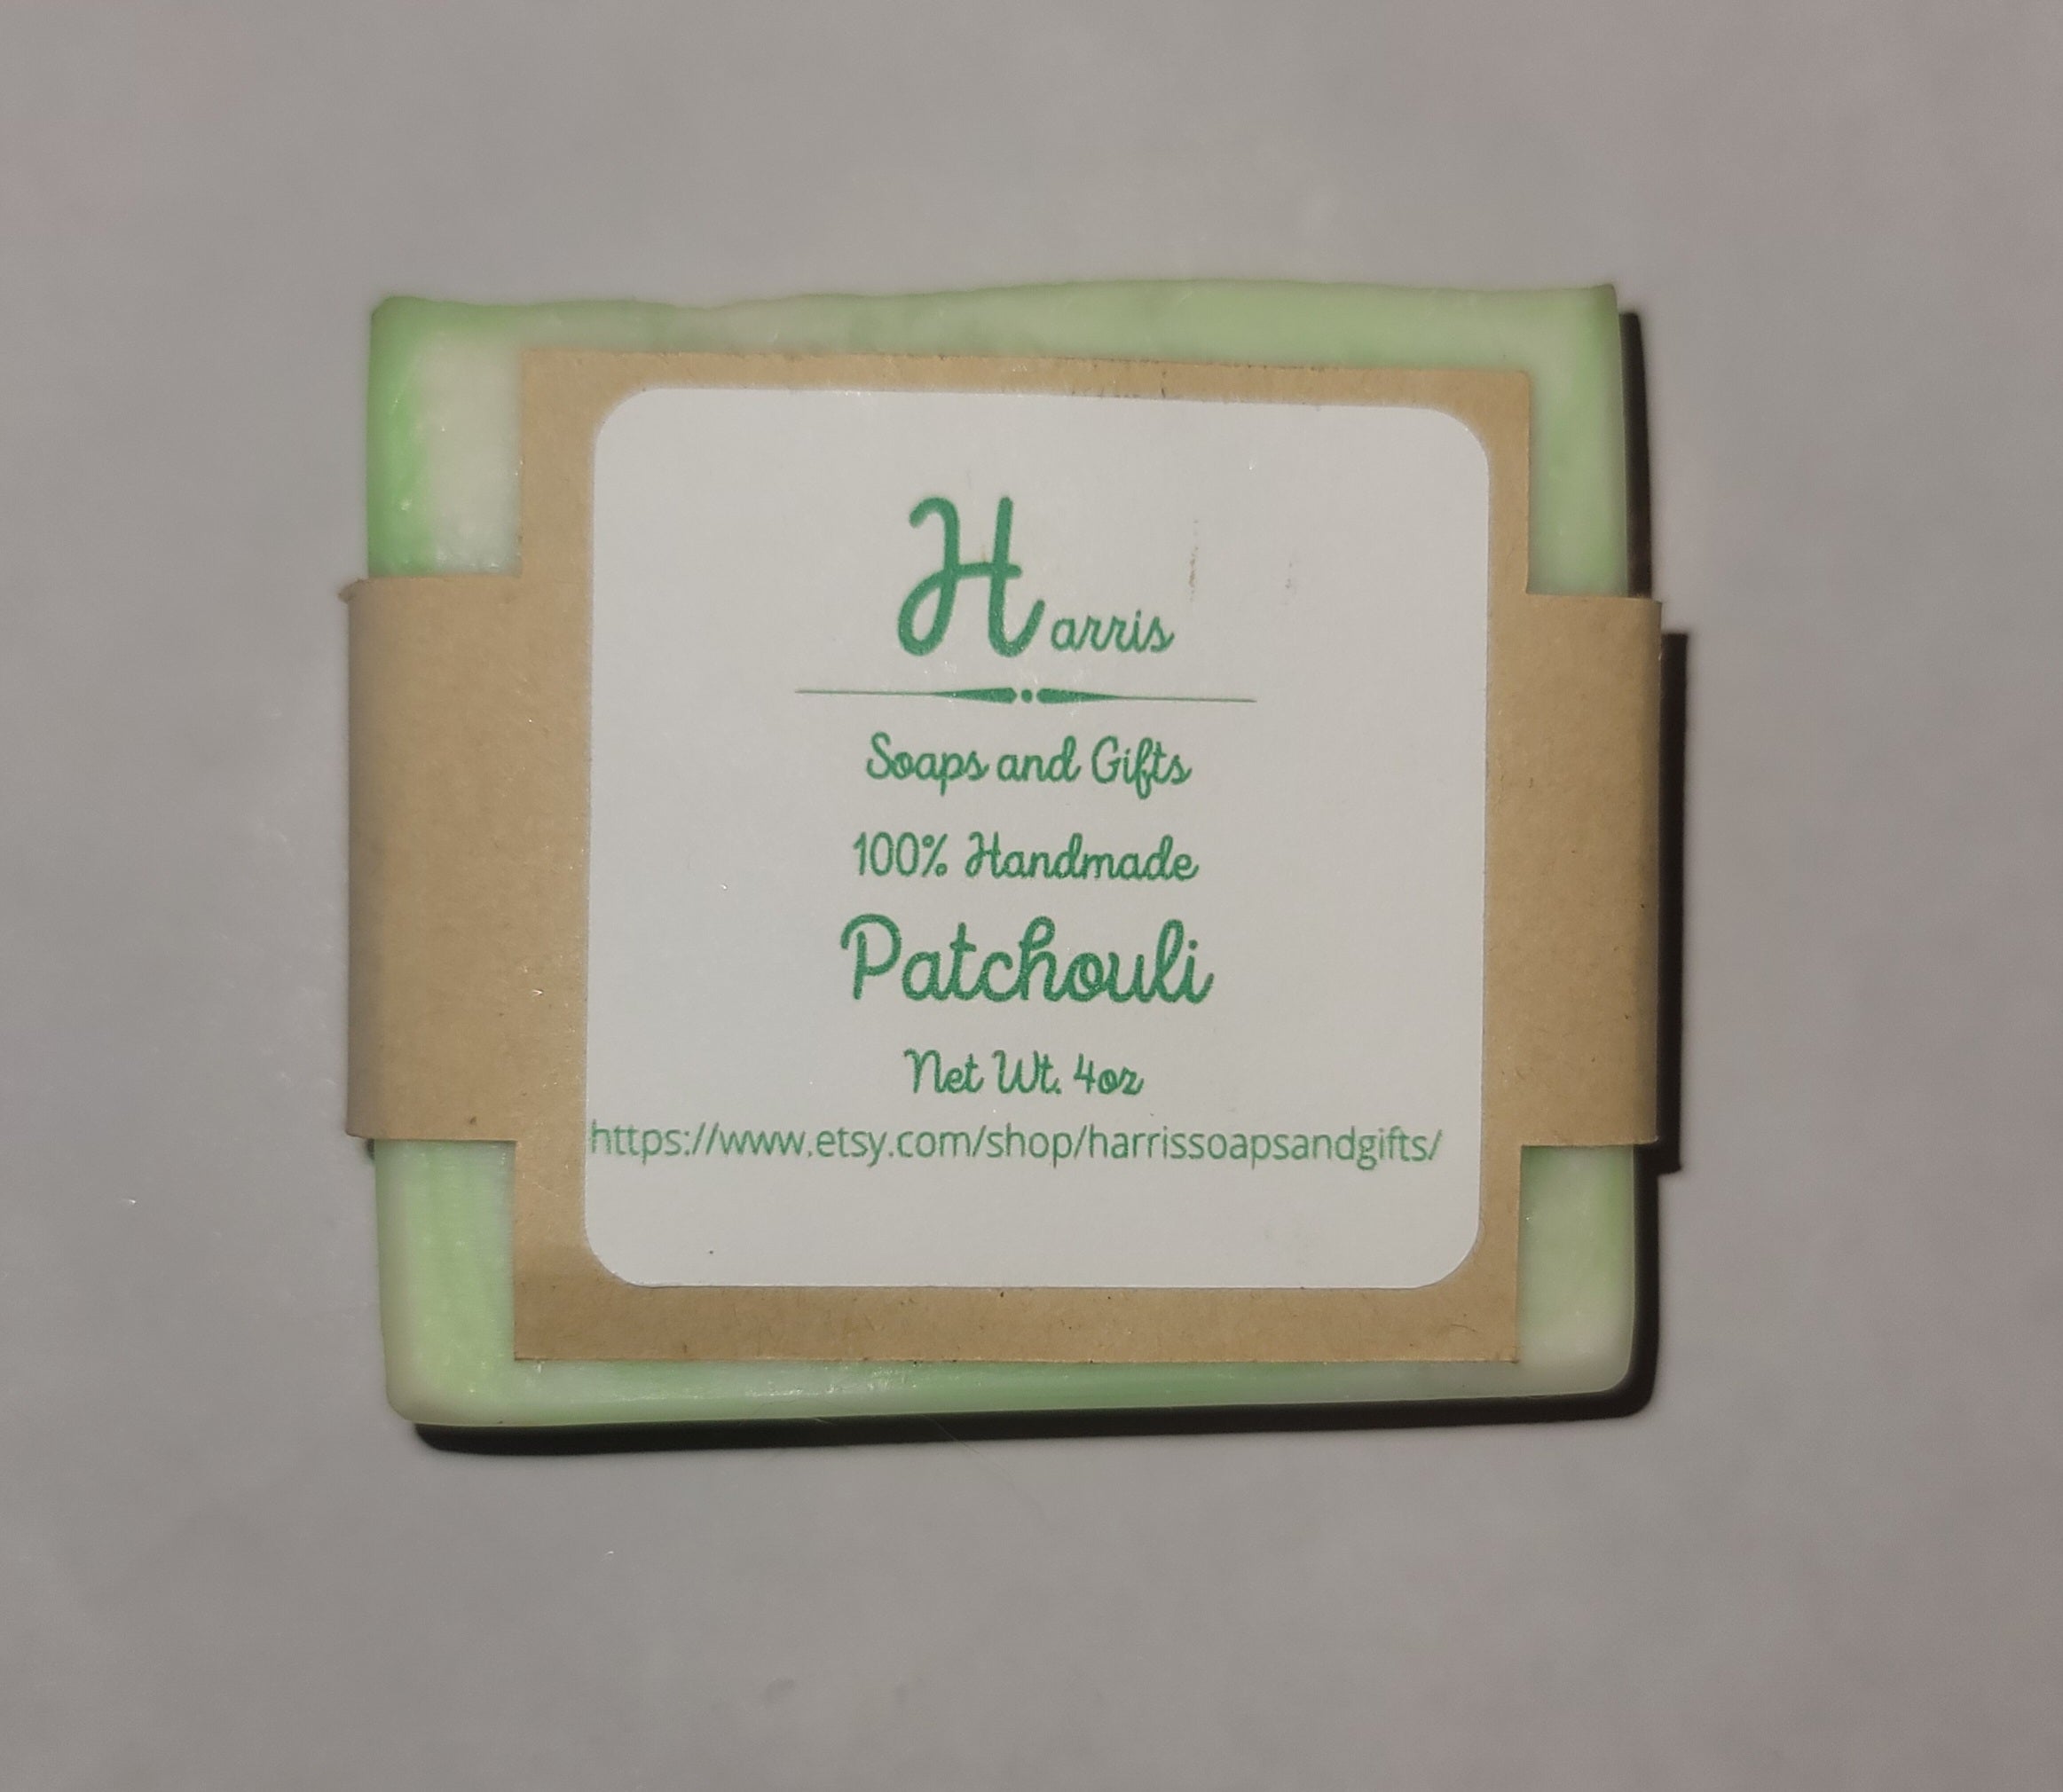 Harris
Soaps and Gifts
100% Handmade
Patchouli
Net Wt. 4oz
https://www.etsy.com/shop/harrissoapsandgifts/